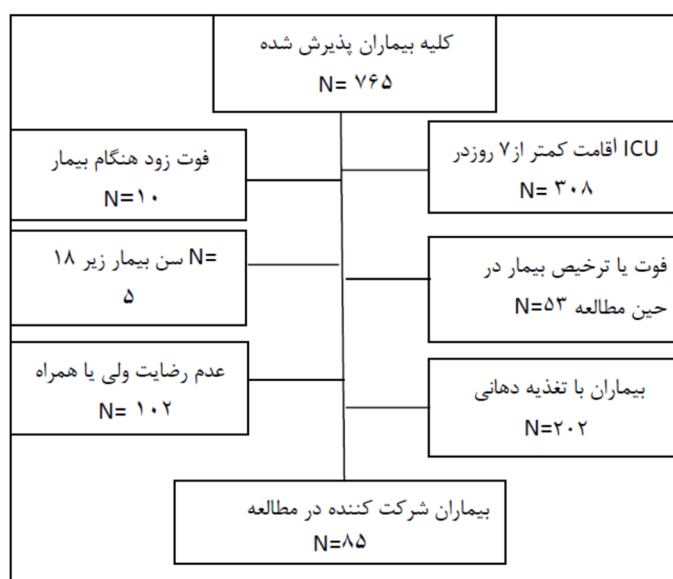 کلیه بیماران پذیرش شده
N= ۷۶۵
ICU أقامت کمتر از۷ روزدر
N= ۳۰۸
فوت زود هنگام بیمار
N=۱۰
فوت یا ترخیص بیمار در
حین مطالعه N=۵۳
N= سن بیمار زیر ۱۸
۵
بیماران با تغذیه دهانی
N=۲۰۲
عدم رضایت ولی یا همراه
N= ۱۰۲
بیماران شرکت کننده در مطالعه
N=۸۵